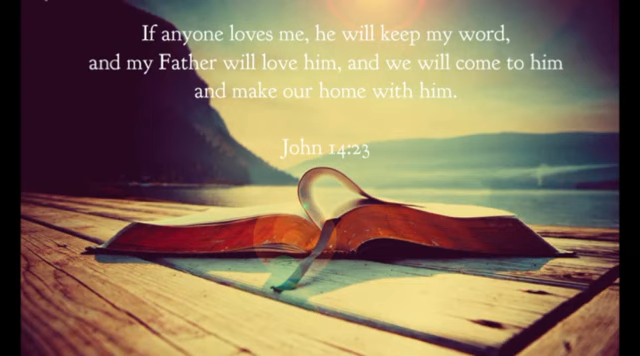 If anyone loves me, he will keep my word,
and my Father will love him, and we will come to him
and make our home with him.
John 14:23